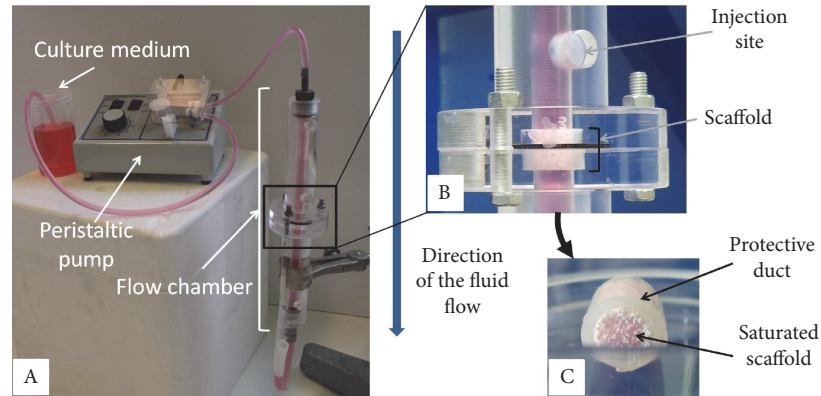 Culture medium
Peristaltic
pump
Flow chamber
A
Direction
of the fluid
flow
Injection
site
Scaffold
B
Protective
duct
Saturated
scaffold
C